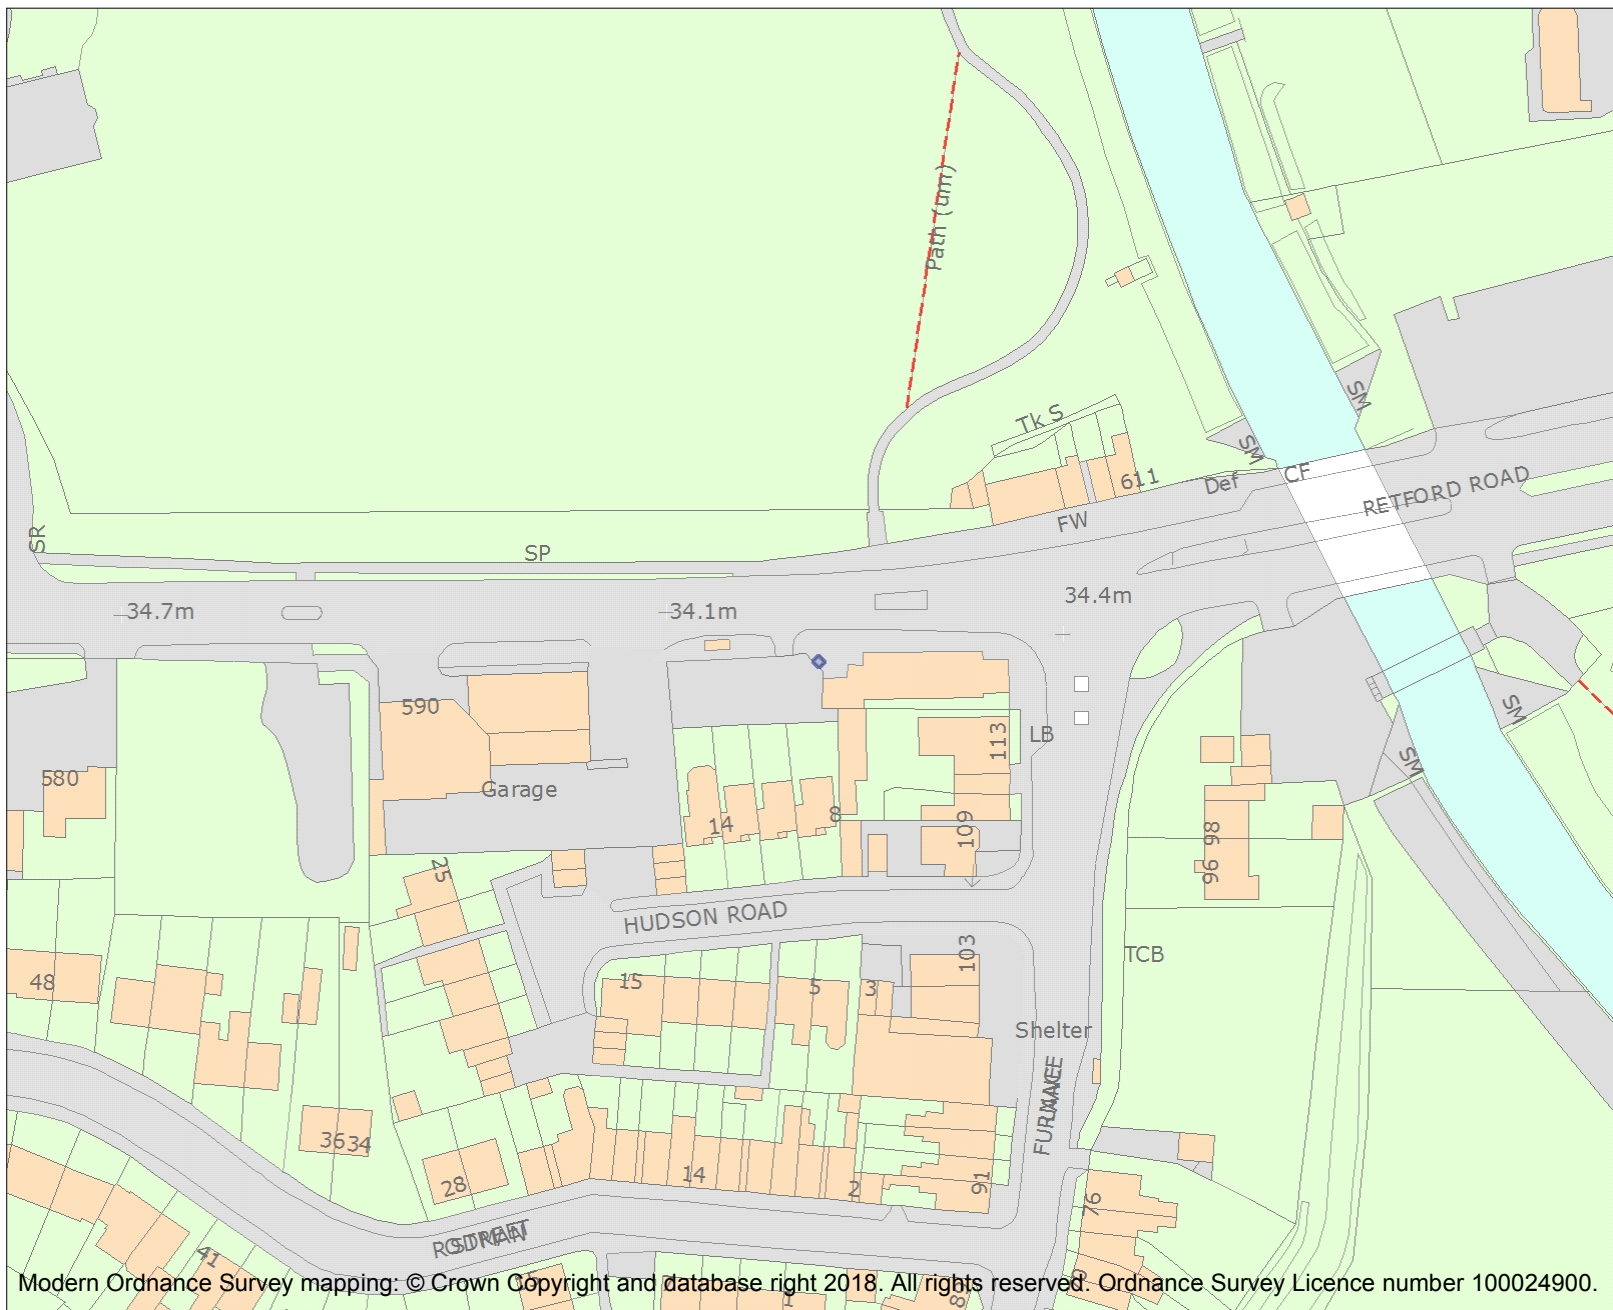 Path (um)
Tk S
SM
SM
611
Def
CF
RETFORD ROAD
FW
SR
SP
34.7m
34.1m
34.4m
590
LB
113
SM
SM
580
Garage
14
8
109
98
96
25
HUDSON ROAD
103
TCB
48
15
5
3
Shelter
36
34
28
14
2
91
76
41
Modern Ordnance Survey mapping: © Crown Copyright and database right 2018. All rights reserved. Ordnance Survey Licence number 100024900.